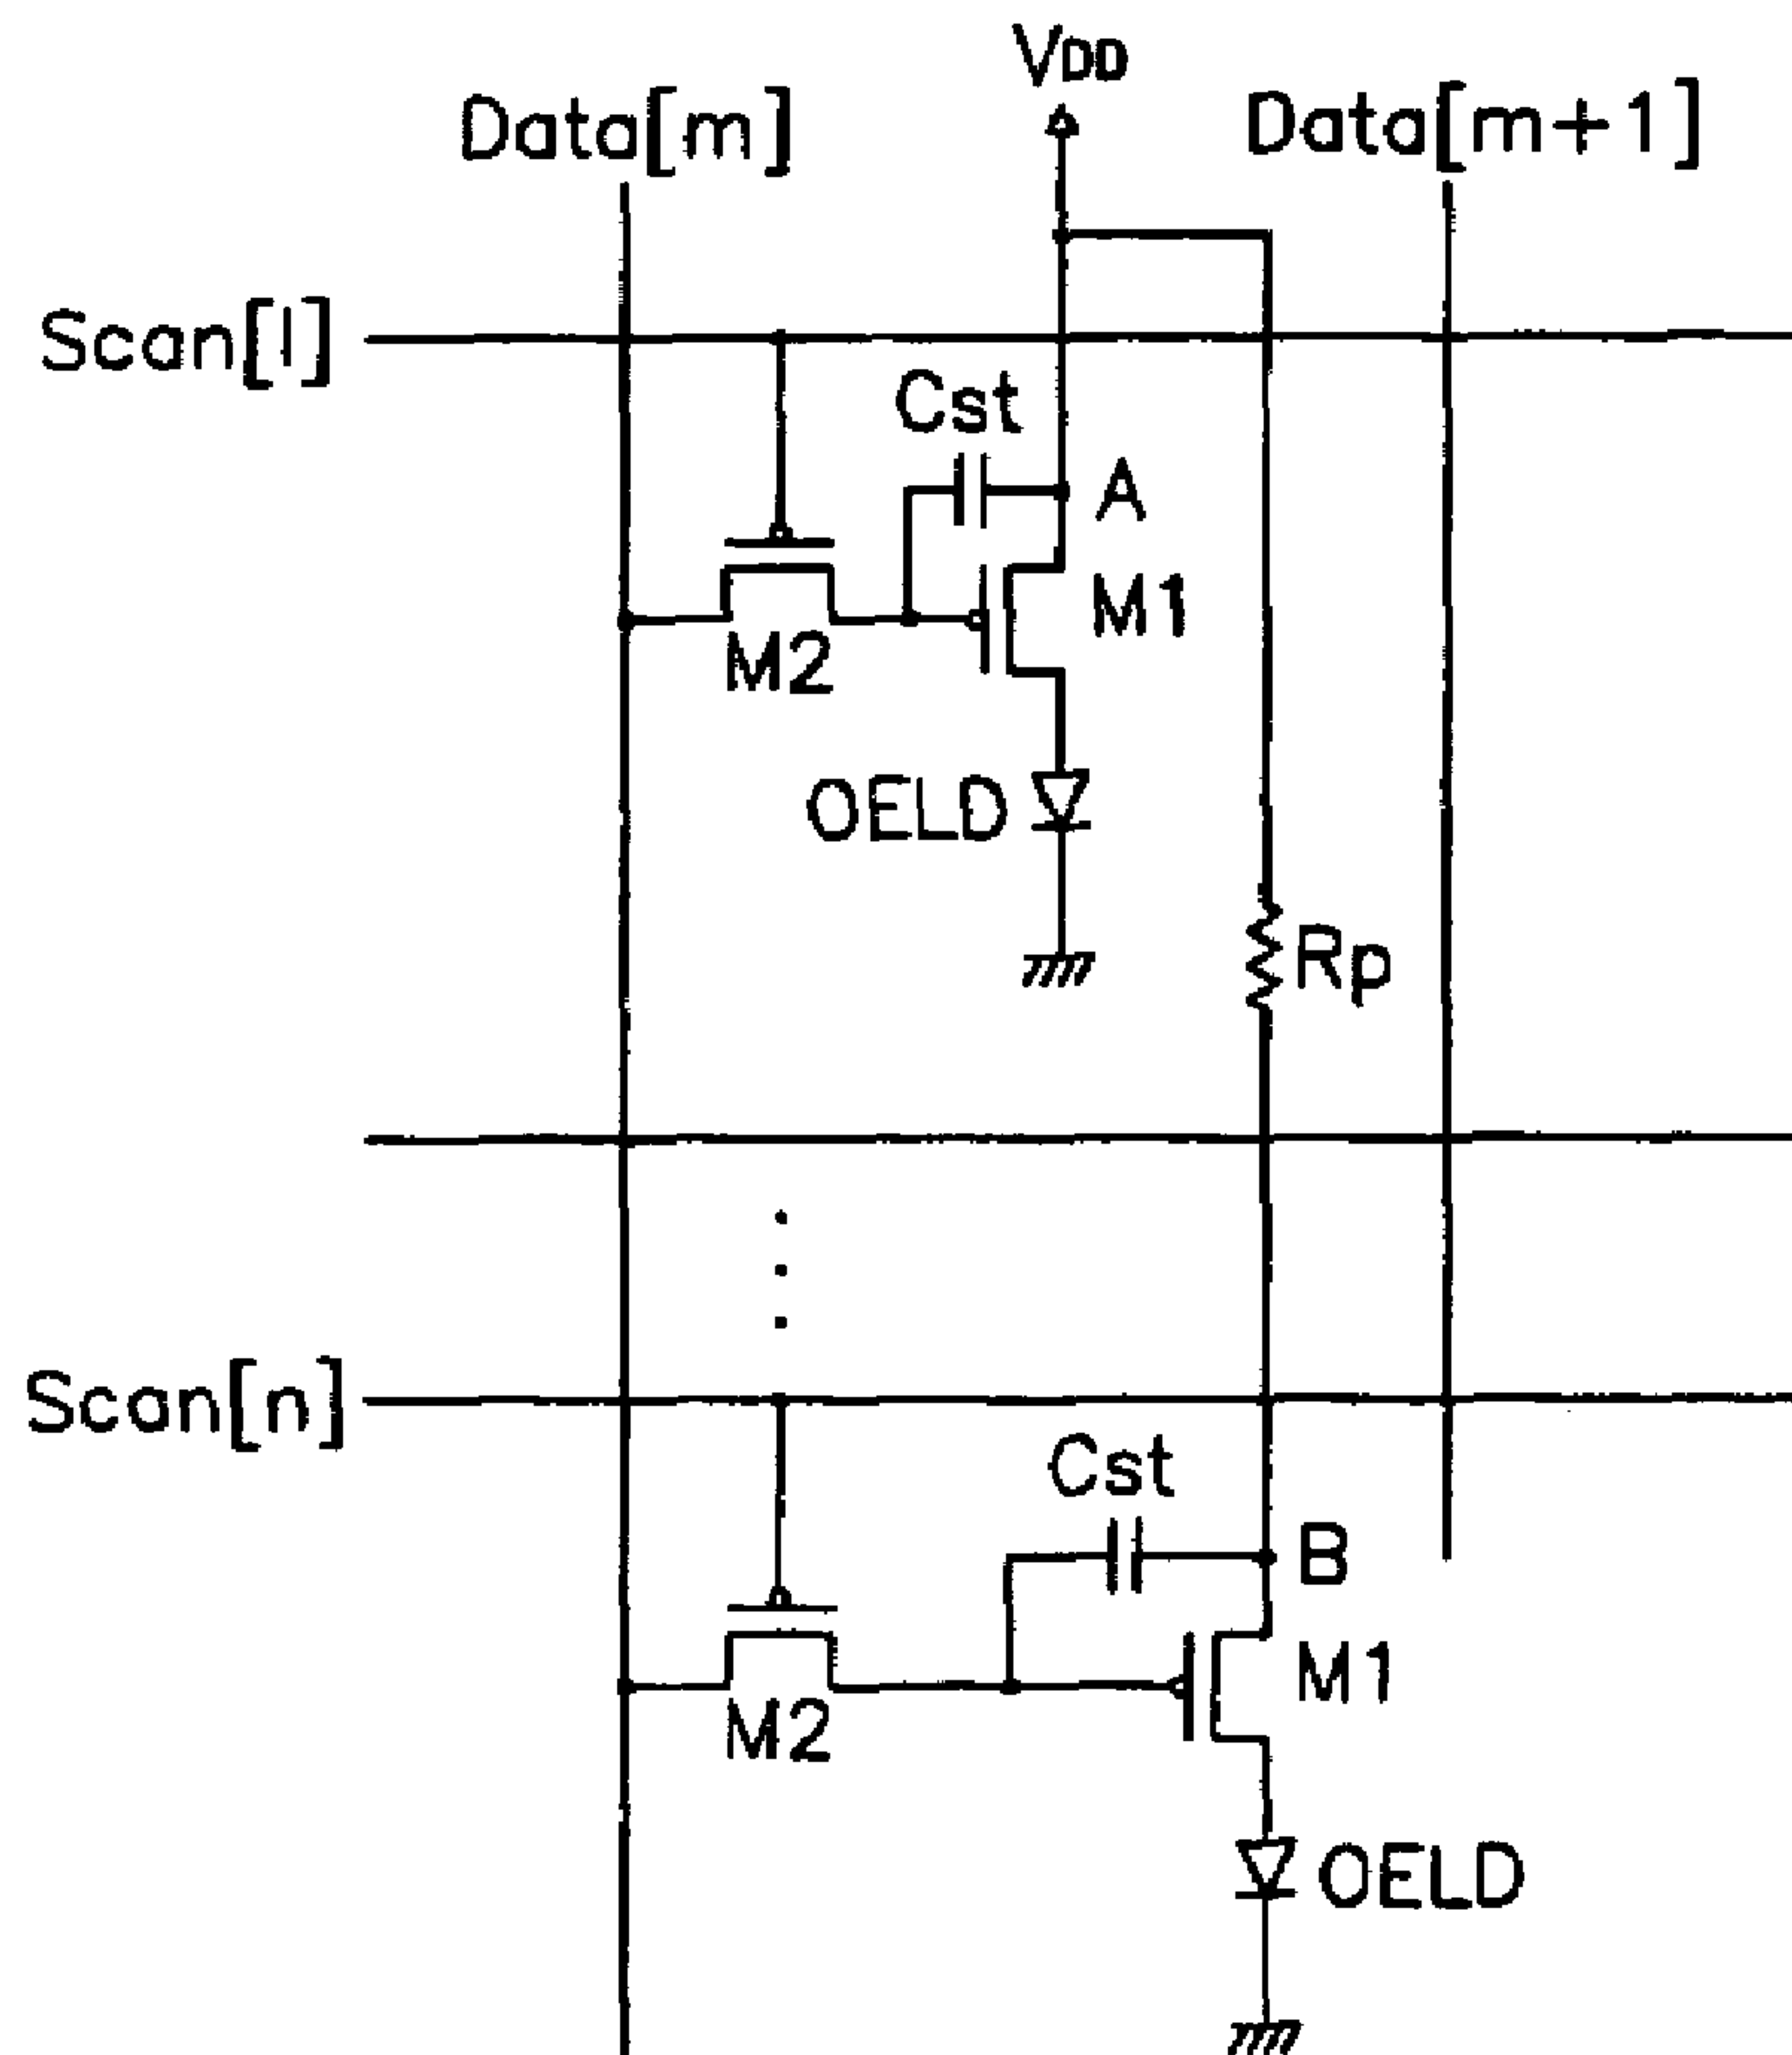 VDD
Data[m]
Data[m+1]
Scan[l]
Cst
A
M1
M2
OELD
Rp
Scan[n]
Cst
B
M1
M2
OELD